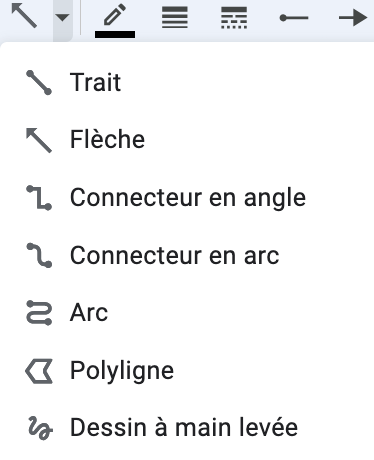 Trait
Flèche
Connecteur en angle
Connecteur en arc
Arc
Polyligne
Dessin à main levée